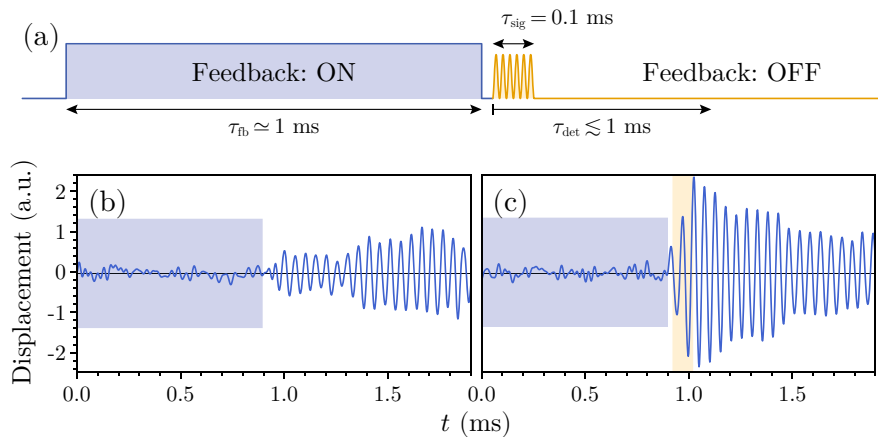 (a)
τsig = 0.1 ms
Feedback: ON
Feedback: OFF
τfb ≃ 1 ms
τdet ≲ 1 ms
Displacement (a.u.)
(b)
(c)
2
1
0
-1
-2
0.0 0.5 1.0 1.5 0.0 0.5 1.0 1.5
t (ms)